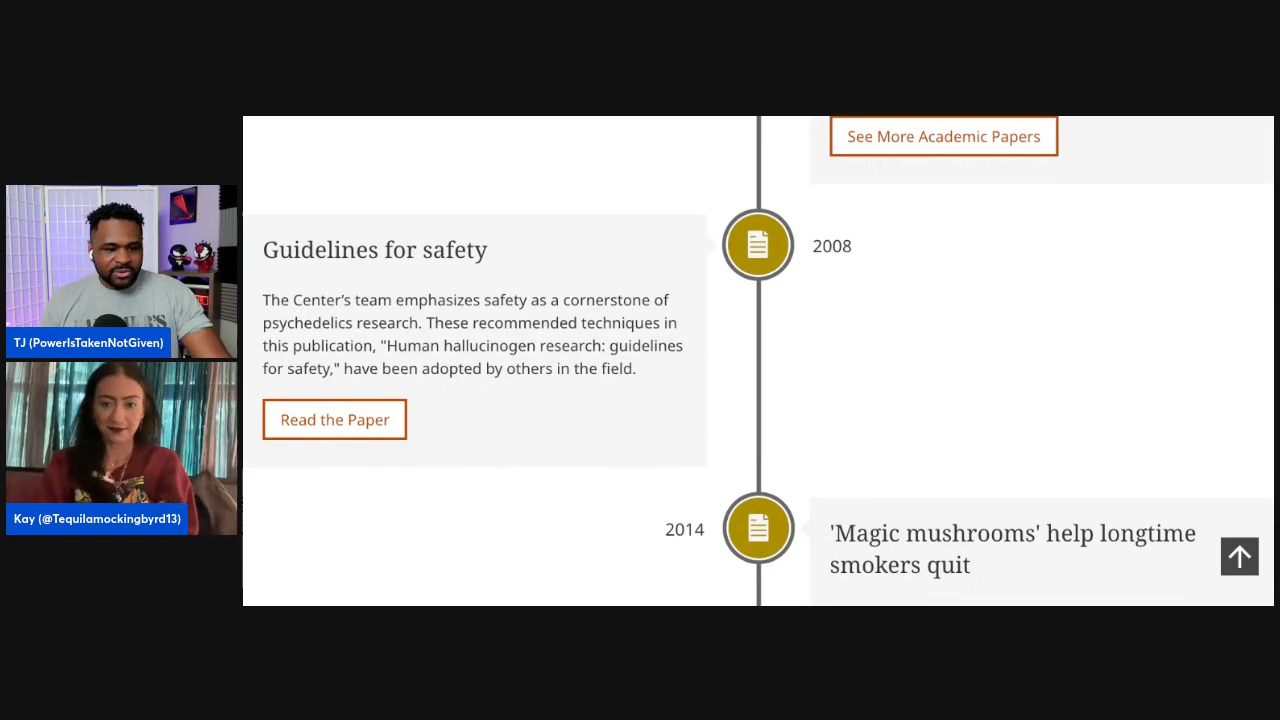 See More Academic Papers
Guidelines for safety
2008
The Center's team emphasizes safety as a cornerstone of
psychedelics research. These recommended techniques in
this publication, "Human hallucinogen research: guidelines
for safety," have been adopted by others in the field.
Read the Paper
2014
'Magic mushrooms' help longtime
smokers quit
TJ (PowerIsTakenNotGiven)
Kay (@Tequilamockingbyrd13)